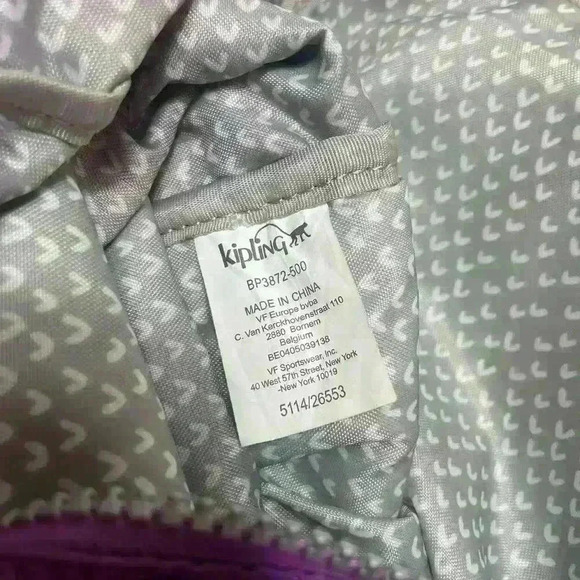 kipling
BP3872-500
MADE IN CHINA
VF Europe bvba
C. Van Kerckhovenstraat 110
2880 Bornem
Belgium
BE0405039138
VF Sportswear, Inc.
40 West 57th Street, New York
-New York 10019
5114/26553